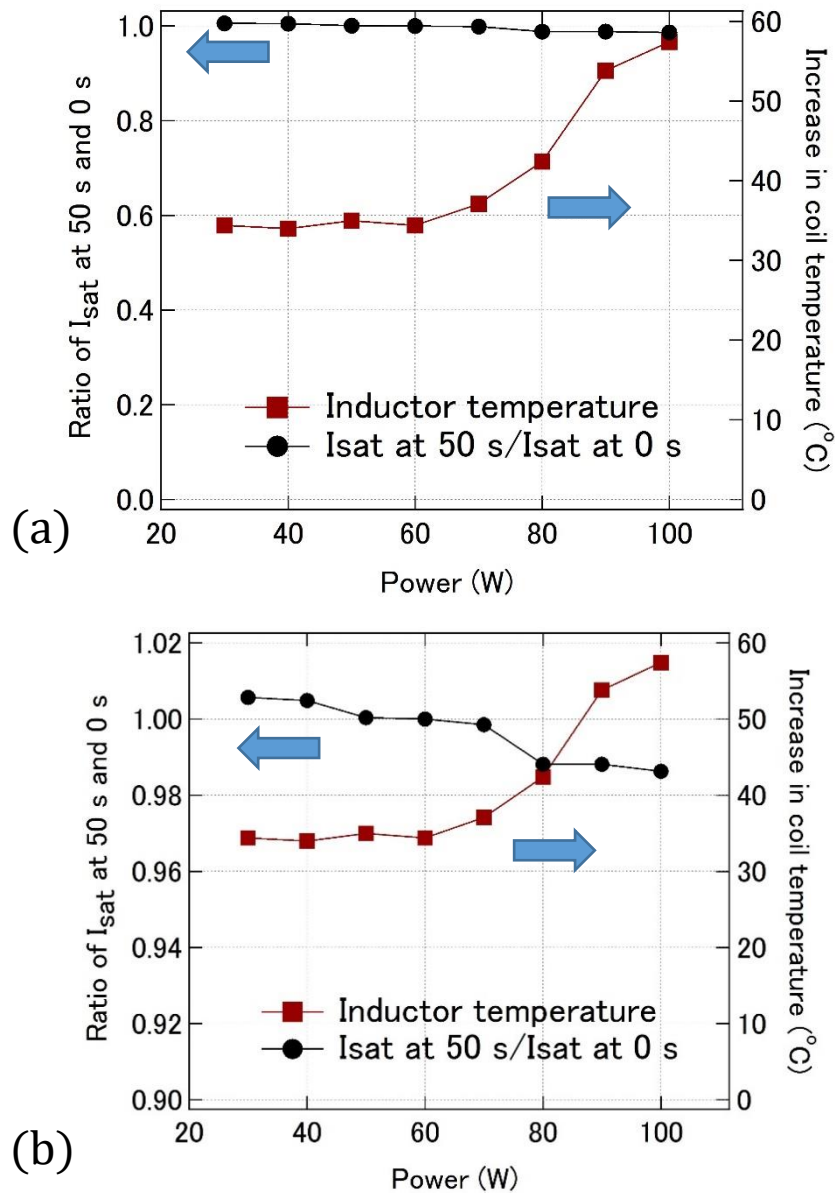 Ratio of Isat at 50 s and 0 s
1.0
0.8
0.6
0.4
0.2
0.0
60
50
40
30
20
10
0
Increase in coil temperature (°C)
Inductor temperature
Isat at 50 s/Isat at 0 s
20 40 60 80 100
Power (W)
(a)
Ratio of Isat at 50 s and 0 s
1.02
1.00
0.98
0.96
0.94
0.92
0.90
60
50
40
30
20
10
0
Increase in coil temperature (°C)
Inductor temperature
Isat at 50 s/Isat at 0 s
20 40 60 80 100
Power (W)
(b)